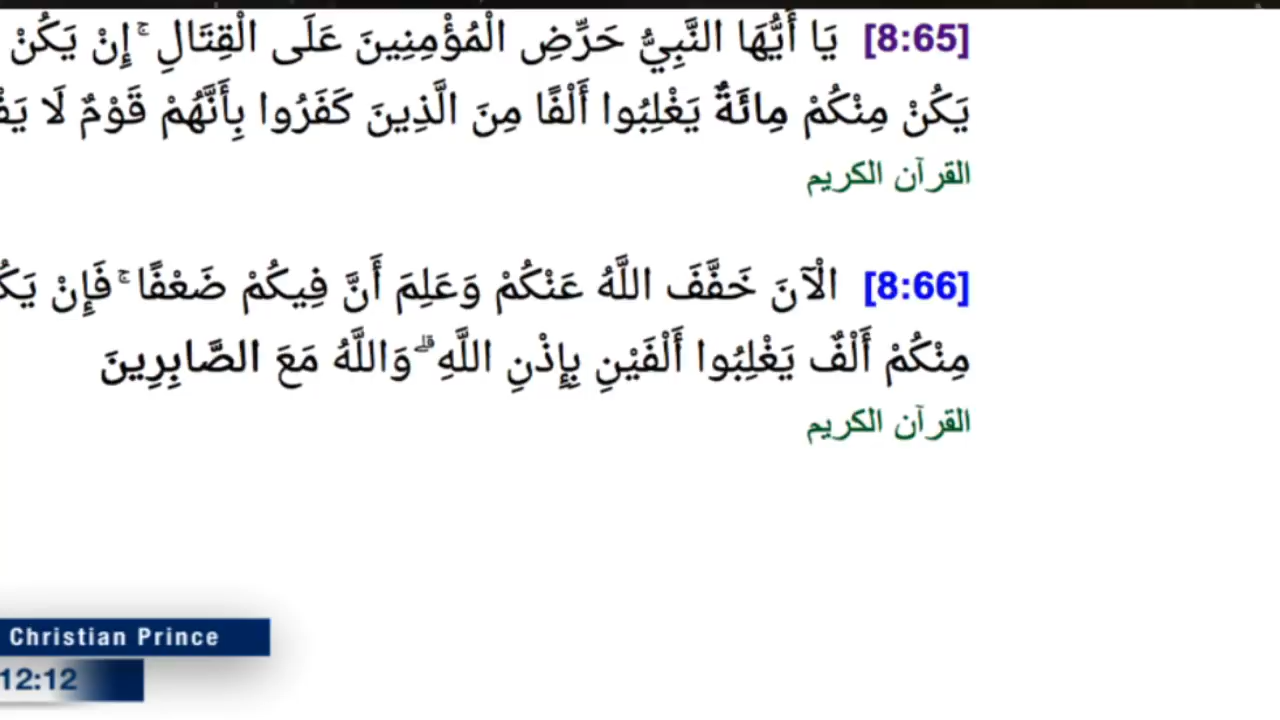 [8:65] يَا أَيُّهَا النَّبِيُّ حَرِّضِ الْمُؤْمِنِينَ عَلَى الْقِتَالِ ۚ إِنْ يَكُنْ
يَكُنْ مِنْكُمْ مِائَةٌ يَغْلِبُوا أَلْفًا مِنَ الَّذِينَ كَفَرُوا بِأَنَّهُمْ قَوْمٌ لَا
القرآن الكريم
[8:66] الْآنَ خَفَّفَ اللَّهُ عَنْكُمْ وَعَلِمَ أَنَّ فِيكُمْ ضَعْفًا ۚ فَإِنْ
مِنْكُمْ أَلْفٌ يَغْلِبُوا أَلْفَيْنِ بِإِذْنِ اللَّهِ ۗ وَاللَّهُ مَعَ الصَّابِرِينَ
القرآن الكريم
Christian Prince
12:12